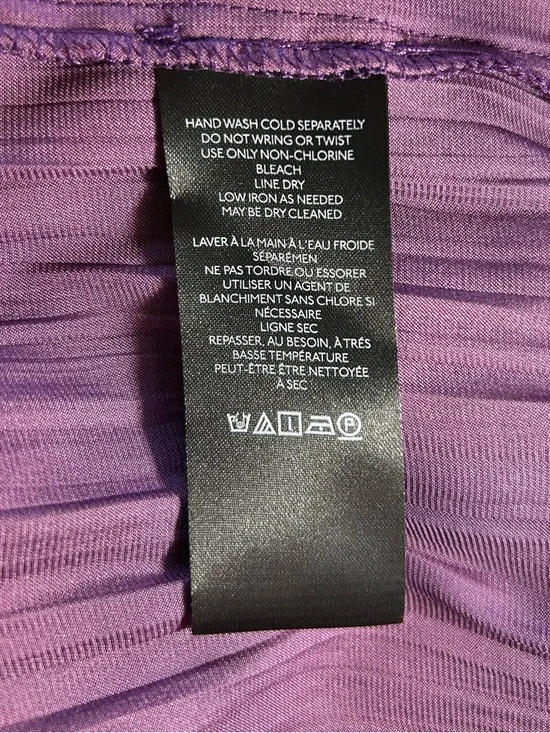 HAND WASH COLD SEPARATELY
DO NOT WRING OR TWIST
USE ONLY NON-CHLORINE
BLEACH
LINE DRY
LOW IRON AS NEEDED
MAY BE DRY CLEANED
LAVER À LA MAIN À L'EAU FROIDE
SÉPARÉMEN
NE PAS TORDRE OU ESSORER
UTILISER UN AGENT DE
BLANCHIMENT SANS CHLORE SI
NÉCESSAIRE
LIGNE SEC
REPASSER, AU BESOIN, À TRÉS
BASSE TEMPÉRATURE
PEUT-ÊTRE ÊTRE NETTOYÉE
À SEC
P